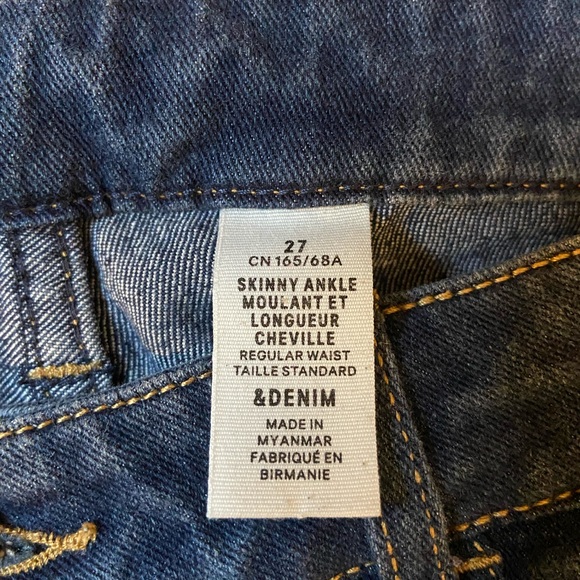 27
CN 165/68A
SKINNY ANKLE
MOULANT ET
LONGUEUR
CHEVILLE
REGULAR WAIST
TAILLE STANDARD
&DENIM
MADE IN
MYANMAR
FABRIQUÉ EN
BIRMANIE